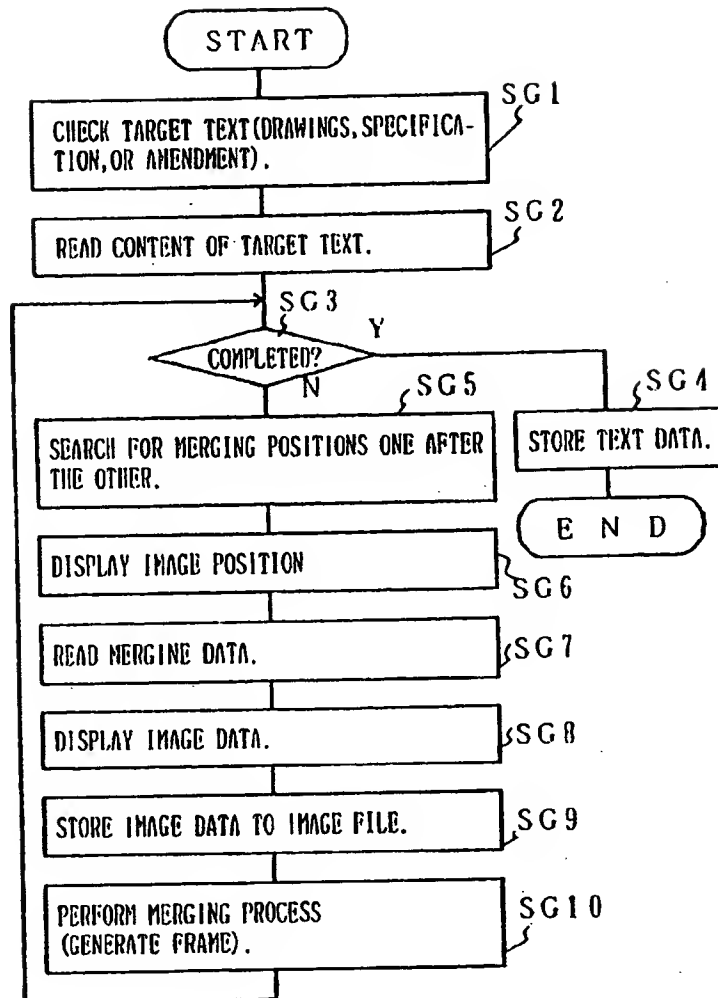 START
SG1
CHECK TARGET TEXT(DRAWINGS,SPECIFICA-
TION,OR AMENDMENT).
SG2
READ CONTENT OF TARGET TEXT.
SG3
COMPLETED?
Y
N
SG5
SEARCH FOR MERGING POSITIONS ONE AFTER
THE OTHER.
SG4
STORE TEXT DATA.
E N D
DISPLAY IMAGE POSITION
SG6
READ MERGINE DATA.
SG7
DISPLAY IMAGE DATA.
SG8
STORE IMAGE DATA TO IMAGE FILE.
SG9
PERFORM MERGING PROCESS
(GENERATE FRAME).
SG10